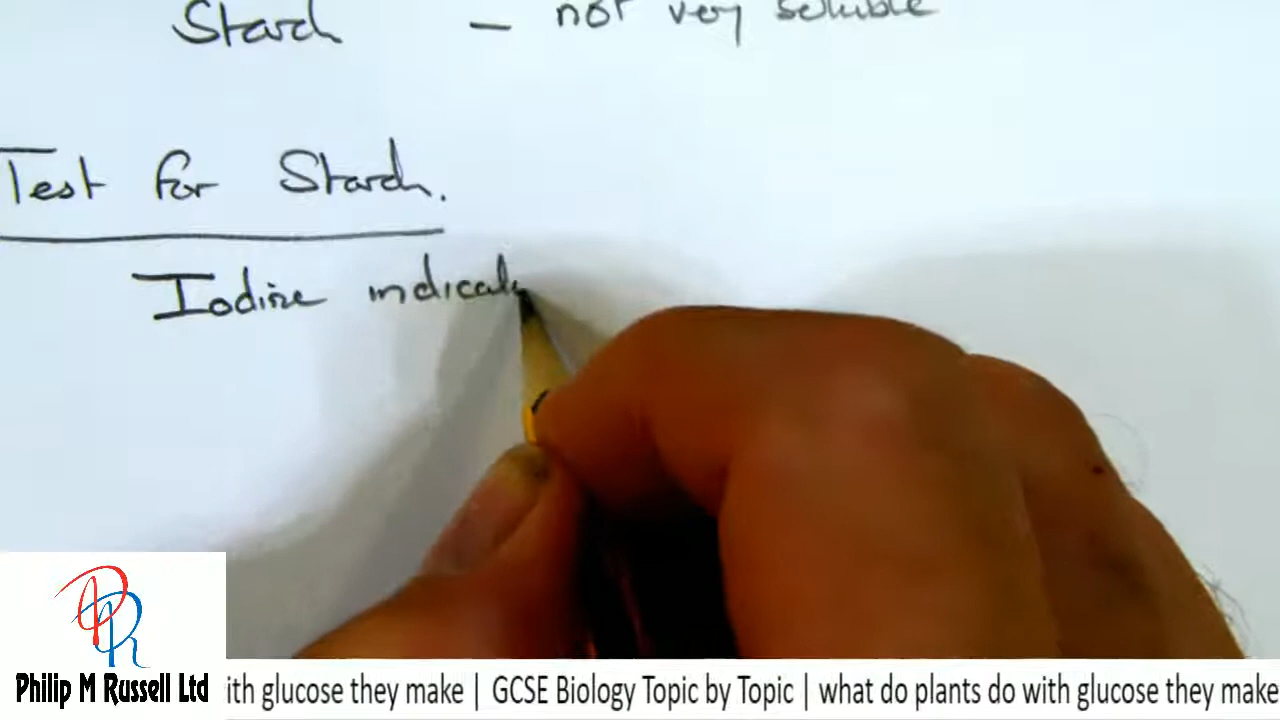 Starch - not very soluble
Test for Starch.
Iodine indicate
Philip M Russell Ltd
ith glucose they make | GCSE Biology Topic by Topic | what do plants do with glucose they make